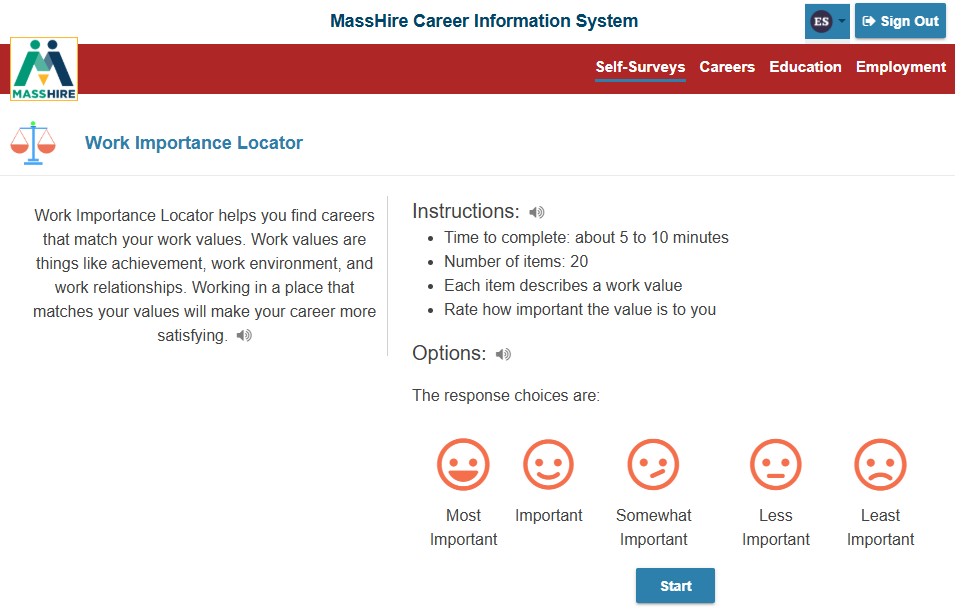 MassHire Career Information System
ES
Sign Out
MASSHIRE
Self-Surveys Careers Education Employment
Work Importance Locator
Work Importance Locator helps you find careers
that match your work values. Work values are
things like achievement, work environment, and
work relationships. Working in a place that
matches your values will make your career more
satisfying.
Instructions:
• Time to complete: about 5 to 10 minutes
• Number of items: 20
• Each item describes a work value
• Rate how important the value is to you
Options:
The response choices are:
Most
Important
Important
Somewhat
Important
Less
Important
Least
Important
Start